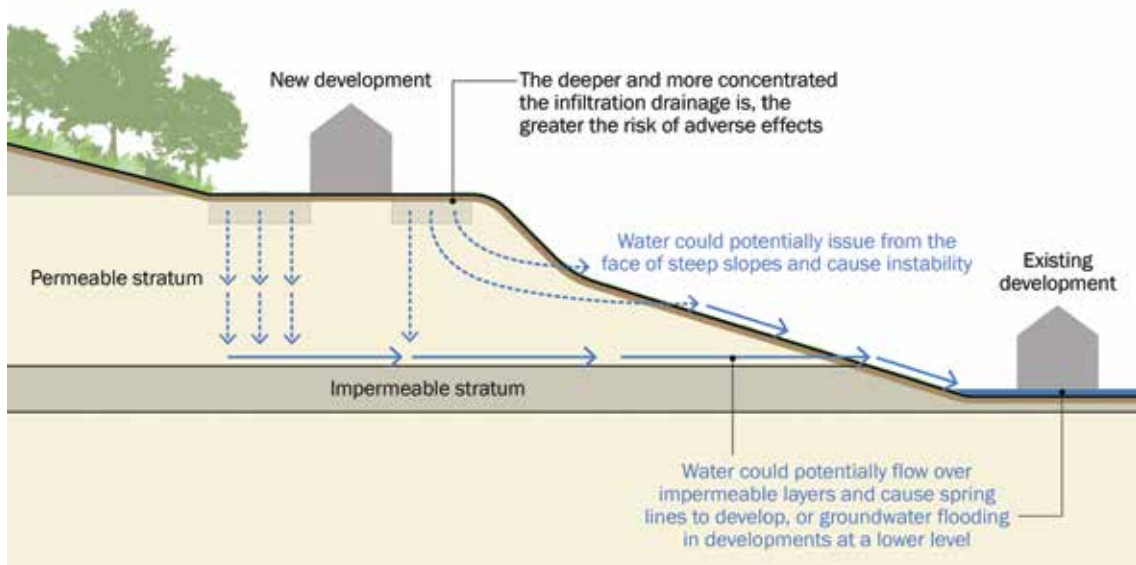 New development
The deeper and more concentrated
the infiltration drainage is, the
greater the risk of adverse effects
Water could potentially issue from the
face of steep slopes and cause instability
Existing
development
Permeable stratum
Impermeable stratum
Water could potentially flow over
impermeable layers and cause spring
lines to develop, or groundwater flooding
in developments at a lower level